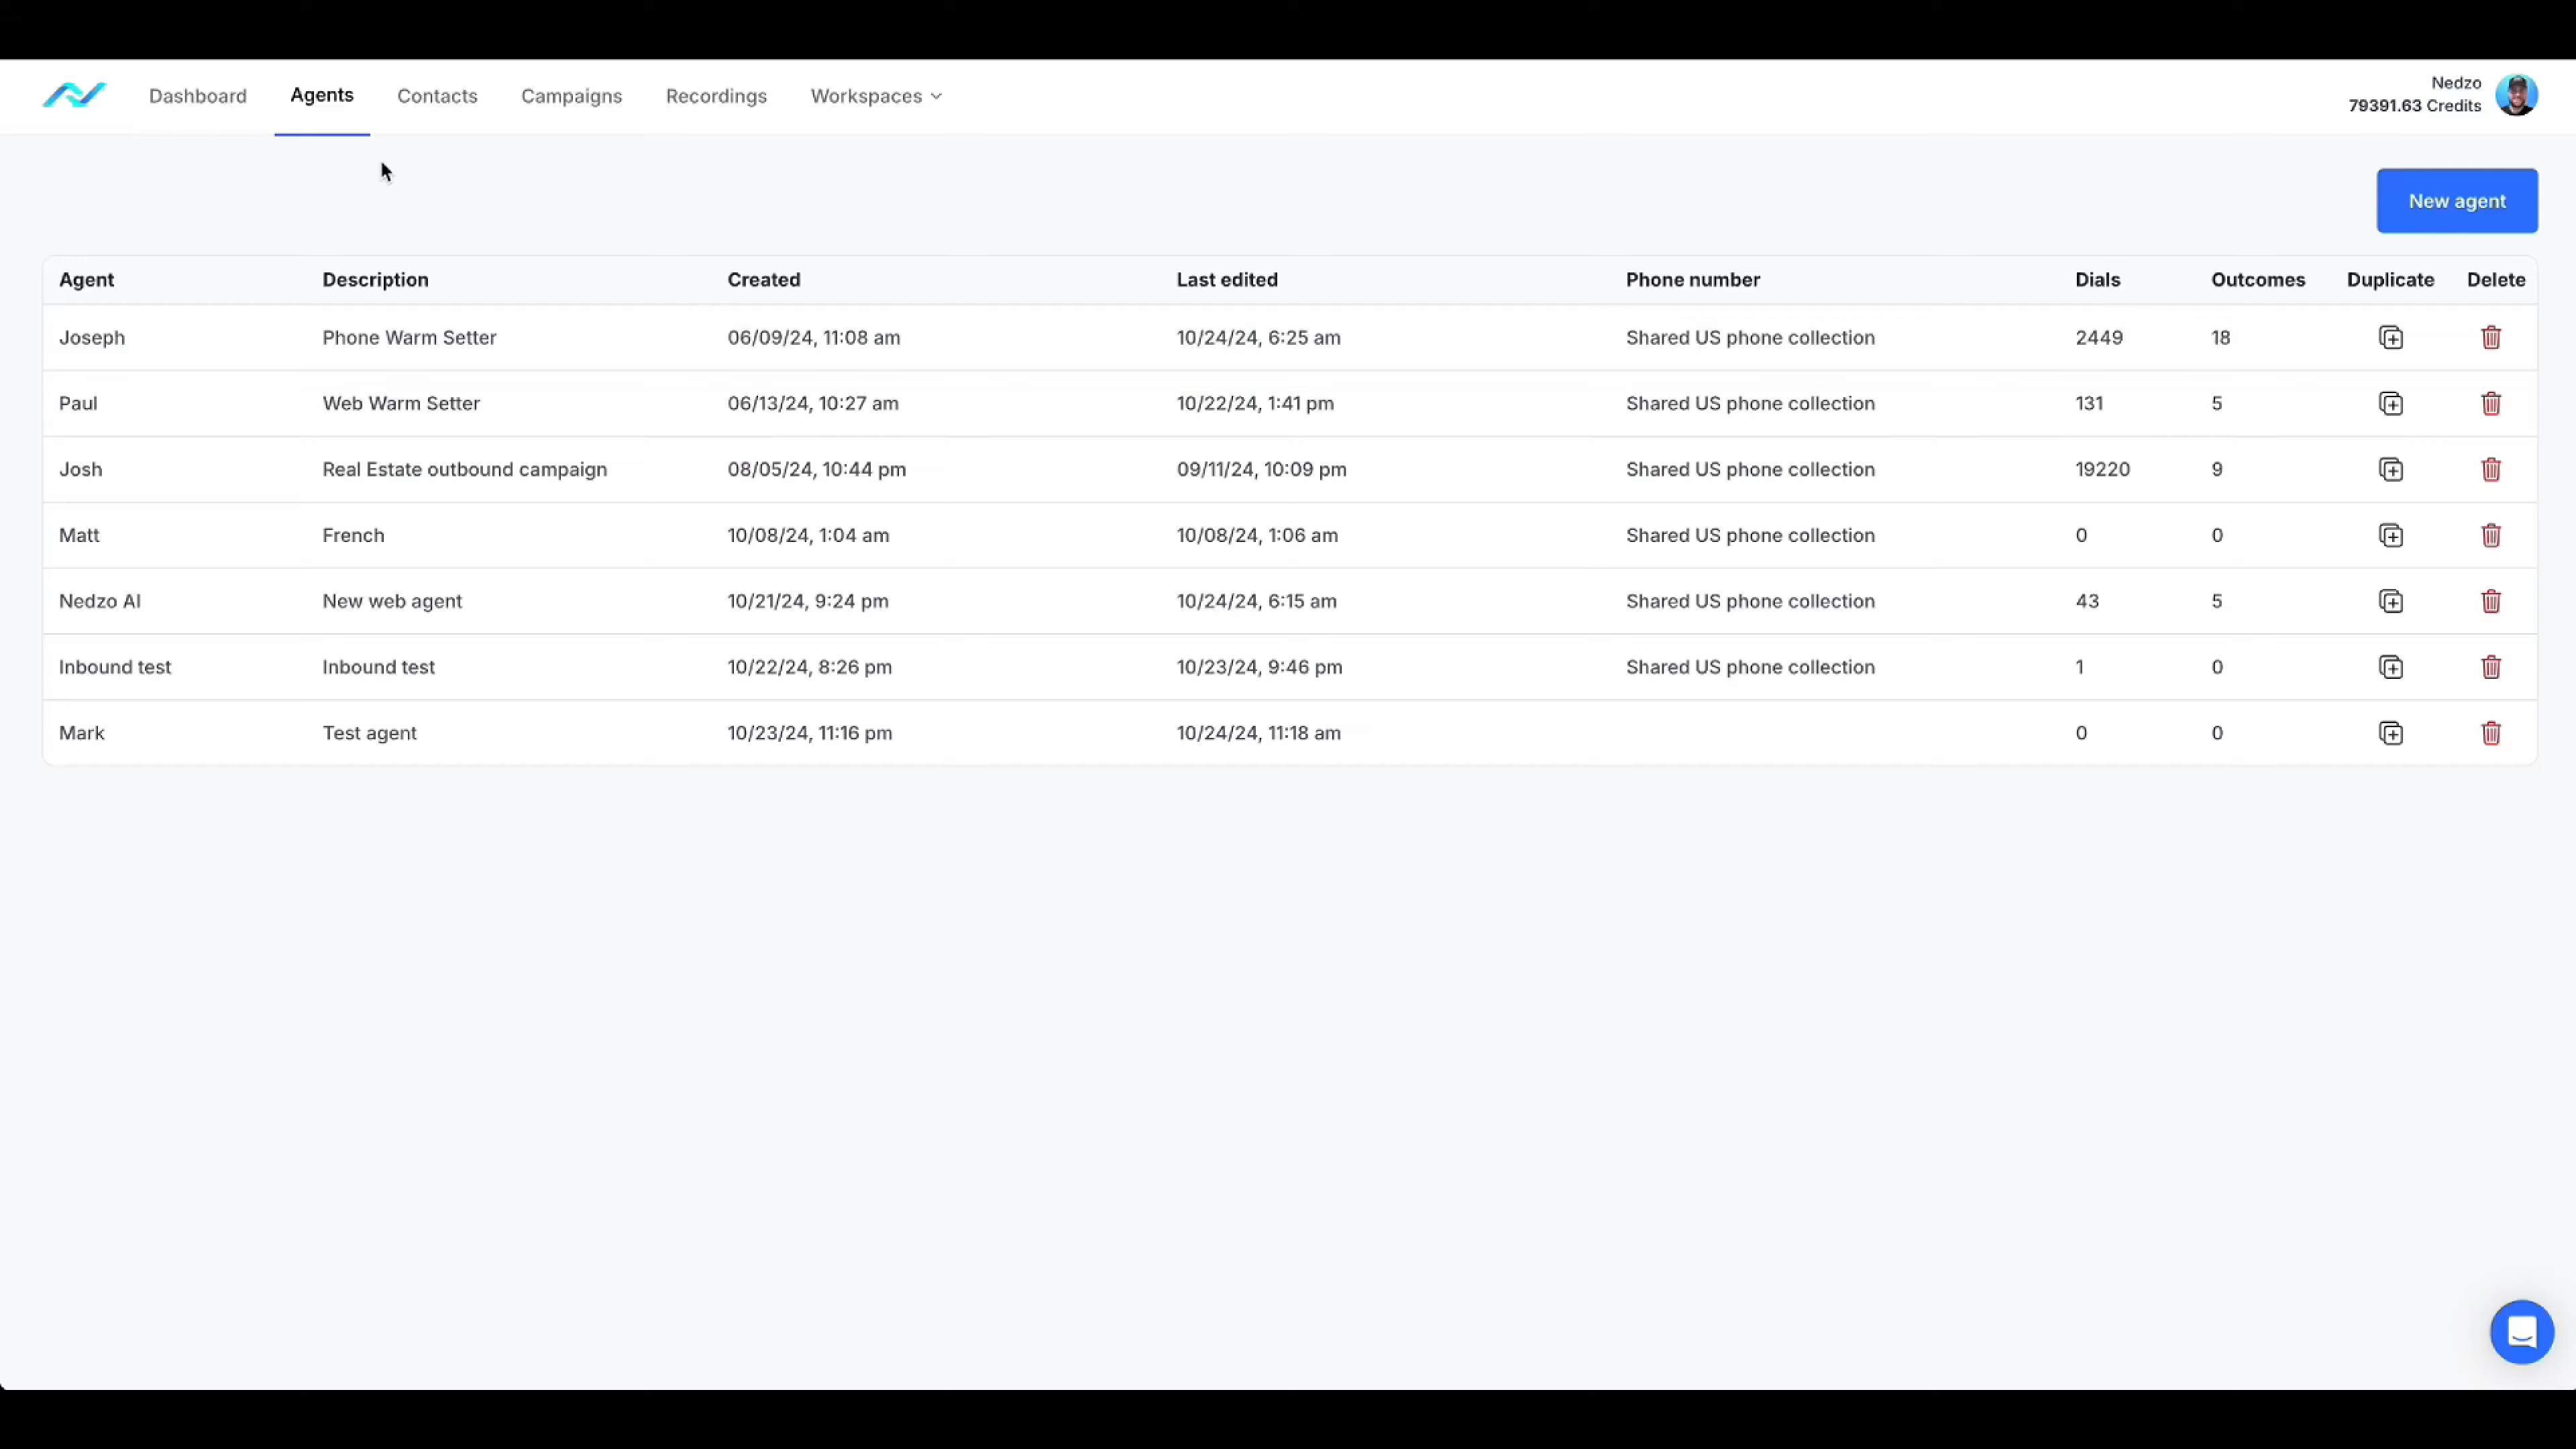 Dashboard Agents Contacts Campaigns Recordings Workspaces
Nedzo
79391.63 Credits
New agent
Agent Description Created Last edited Phone number Dials Outcomes Duplicate Delete
Joseph Phone Warm Setter 06/09/24, 11:08 am 10/24/24, 6:25 am Shared US phone collection 2449 18
Paul Web Warm Setter 06/13/24, 10:27 am 10/22/24, 1:41 pm Shared US phone collection 131 5
Josh Real Estate outbound campaign 08/05/24, 10:44 pm 09/11/24, 10:09 pm Shared US phone collection 19220 9
Matt French 10/08/24, 1:04 am 10/08/24, 1:06 am Shared US phone collection 0 0
Nedzo AI New web agent 10/21/24, 9:24 pm 10/24/24, 6:15 am Shared US phone collection 43 5
Inbound test Inbound test 10/22/24, 8:26 pm 10/23/24, 9:46 pm Shared US phone collection 1 0
Mark Test agent 10/23/24, 11:16 pm 10/24/24, 11:18 am 0 0